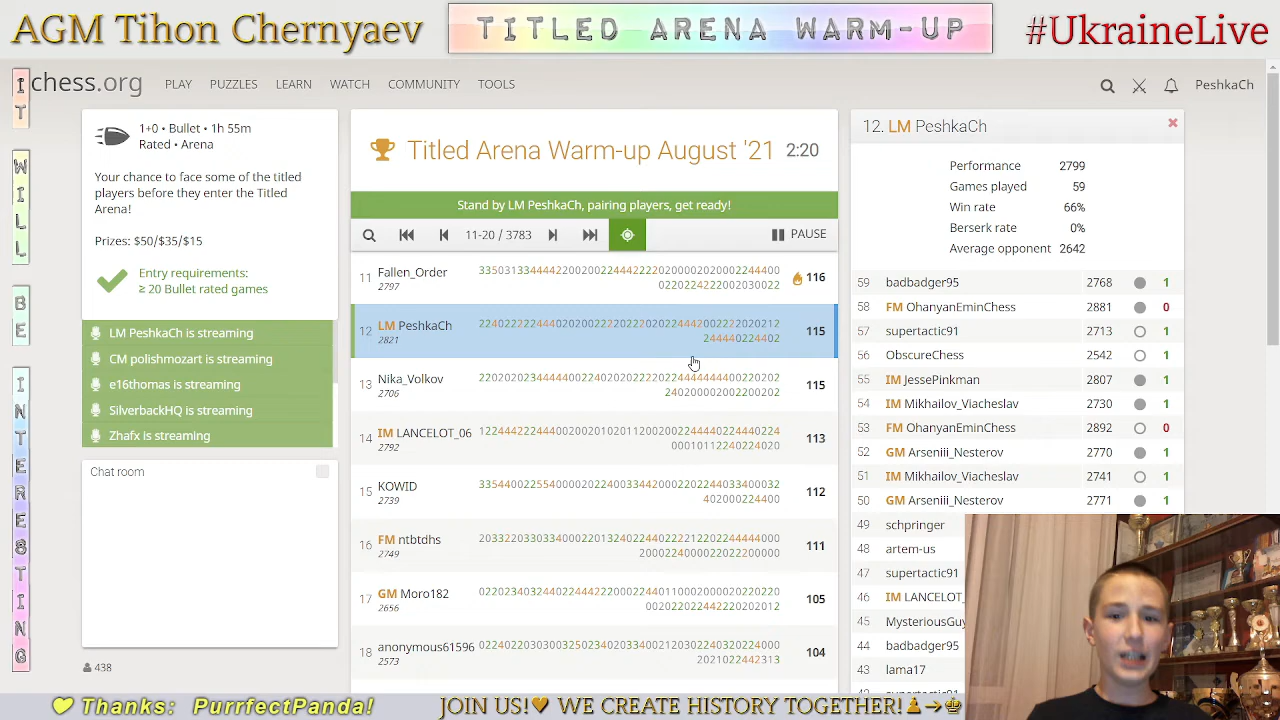 AGM Tihon Chernyaev
TITLED ARENA WARM-UP
#UkraineLive
IT WILL BE INTERESTING
chess.org
PLAY PUZZLES LEARN WATCH COMMUNITY TOOLS
PeshkaCh
1+0 • Bullet • 1h 55m
Rated • Arena
Your chance to face some of the titled
players before they enter the Titled
Arena!
Prizes: $50/$35/$15
Entry requirements:
≥ 20 Bullet rated games
LM PeshkaCh is streaming
CM polishmozart is streaming
e16thomas is streaming
SilverbackHQ is streaming
Zhafx is streaming
Chat room
438
Titled Arena Warm-up August '21 2:20
Stand by LM PeshkaCh, pairing players, get ready!
11-20 / 3783 PAUSE
11 Fallen_Order 116
2797
12 LM PeshkaCh 115
2821
13 Nika_Volkov 115
2706
14 IM LANCELOT_06 113
2792
15 KOWID 112
2739
16 FM ntbtdhs 111
2749
17 GM Moro182 105
2656
18 anonymous61596 104
2573
12. LM PeshkaCh
Performance 2799
Games played 59
Win rate 66%
Berserk rate 0%
Average opponent 2642
59 badbadger95 2768 1
58 FM OhanyanEminChess 2881 0
57 supertactic91 2713 1
56 ObscureChess 2542 1
55 IM JessePinkman 2807 1
54 IM Mikhailov_Viacheslav 2730 1
53 FM OhanyanEminChess 2892 0
52 GM Arseniii_Nesterov 2770 1
51 IM Mikhailov_Viacheslav 2741 1
50 GM Arseniii_Nesterov 2771 1
49 schpringer
48 artem-us
47 supertactic91
46 IM LANCELOT_
45 MysteriousGu
44 badbadger95
43 lama17
Thanks: PurrfectPanda!
JOIN US! WE CREATE HISTORY TOGETHER!